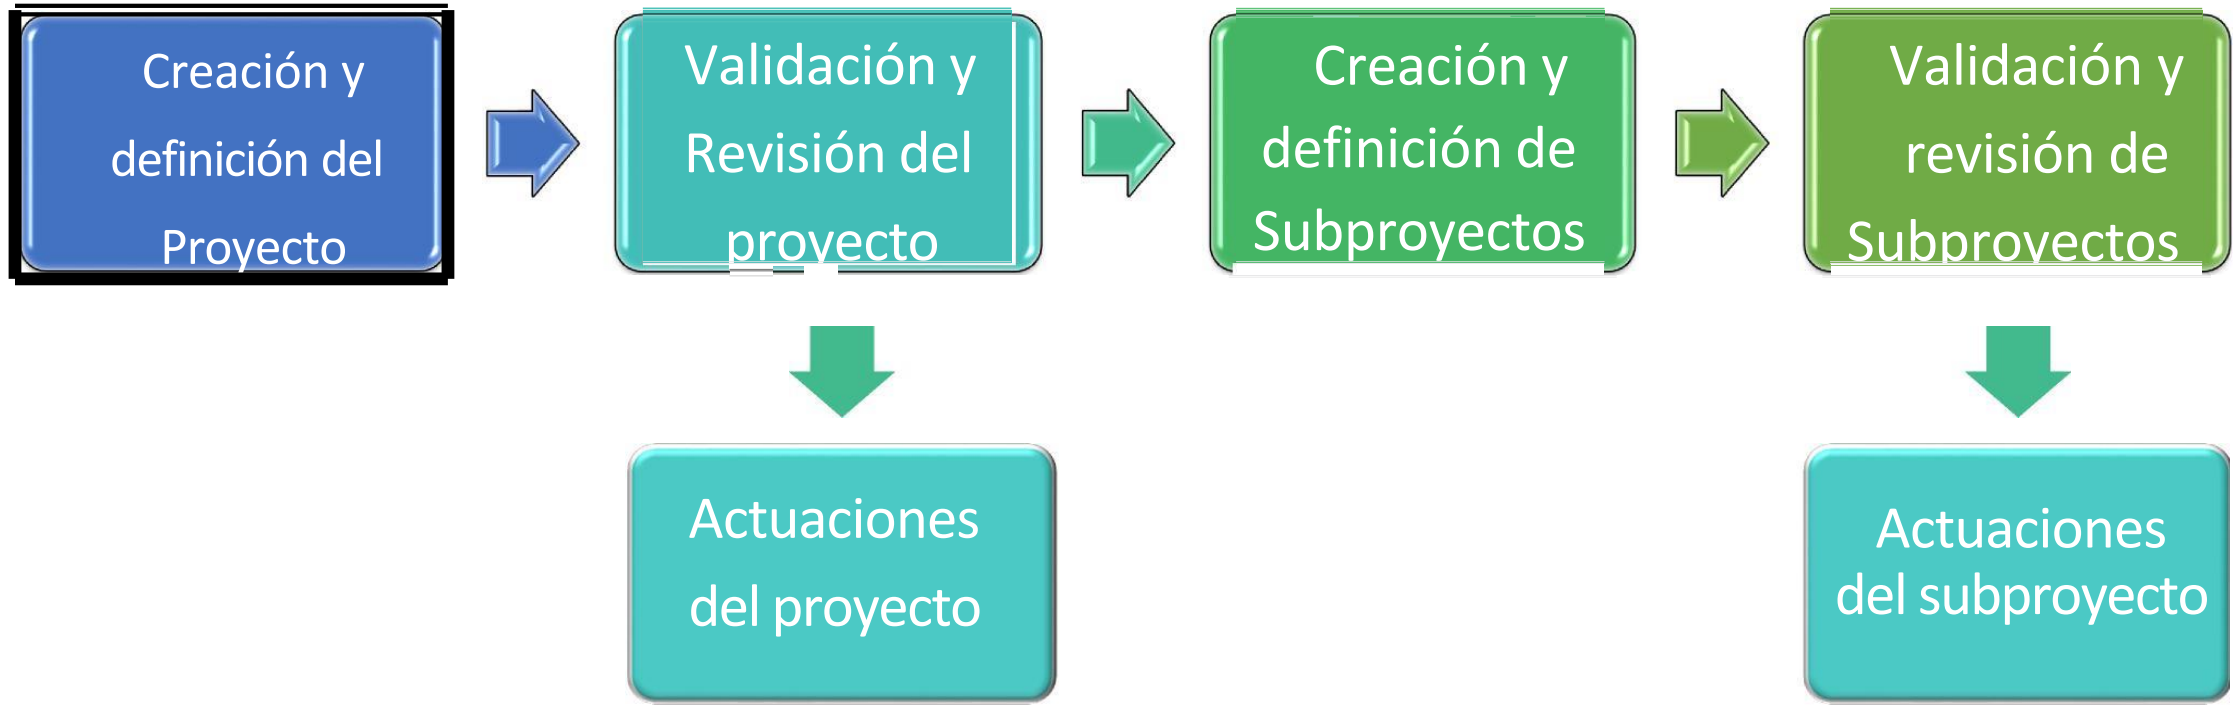 Creación y
definición del
Proyecto
Validación y
Revisión del
proyecto
Creación y
definición de
Subproyectos
Validación y
revisión de
Subproyectos
Actuaciones
del proyecto
Actuaciones
del subproyecto